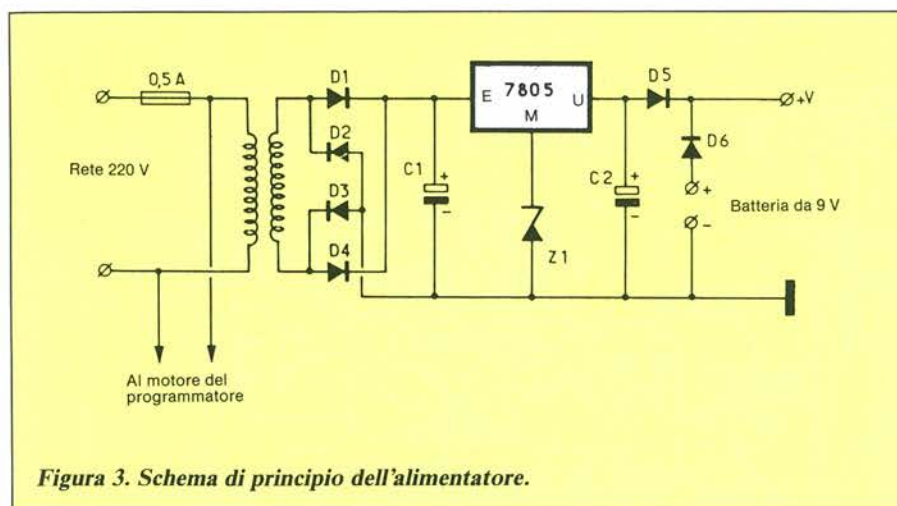 0,5 A
D1
7805
E
U
M
D5
+V
D2
D6
Rete 220 V
C1
+
-
D3
C2
+
-
+
-
Batteria da 9 V
Z1
D4
Al motore del
programmatore
Figura 3. Schema di principio dell'alimentatore.